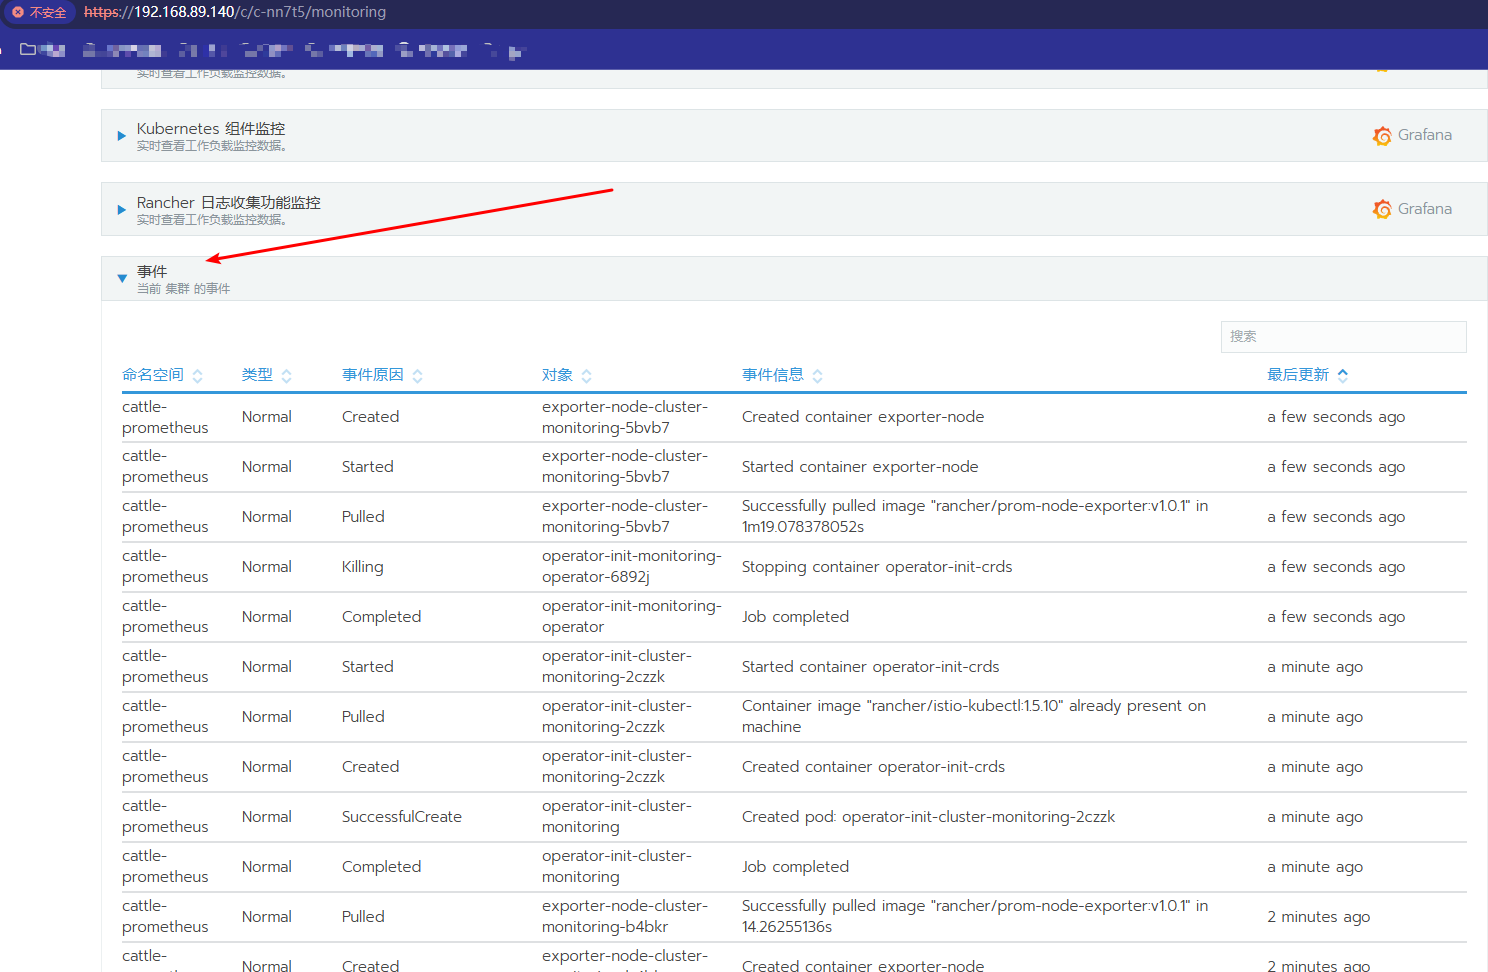 不安全 https://192.168.89.140/c/c-nn7t5/monitoring
实时查看工作负载监控数据。
Kubernetes 组件监控
实时查看工作负载监控数据。
Grafana
Rancher 日志收集功能监控
实时查看工作负载监控数据。
Grafana
事件
当前 集群 的事件
搜索
命名空间 类型 事件原因 对象 事件信息 最后更新
cattle-prometheus Normal Created exporter-node-cluster-monitoring-5bvb7 Created container exporter-node a few seconds ago
cattle-prometheus Normal Started exporter-node-cluster-monitoring-5bvb7 Started container exporter-node a few seconds ago
cattle-prometheus Normal Pulled exporter-node-cluster-monitoring-5bvb7 Successfully pulled image "rancher/prom-node-exporter:v1.0.1" in 1m19.078378052s a few seconds ago
cattle-prometheus Normal Killing operator-init-monitoring-operator-6892j Stopping container operator-init-crds a few seconds ago
cattle-prometheus Normal Completed operator-init-monitoring-operator Job completed a few seconds ago
cattle-prometheus Normal Started operator-init-cluster-monitoring-2czzk Started container operator-init-crds a minute ago
cattle-prometheus Normal Pulled operator-init-cluster-monitoring-2czzk Container image "rancher/istio-kubectl:1.5.10" already present on machine a minute ago
cattle-prometheus Normal Created operator-init-cluster-monitoring-2czzk Created container operator-init-crds a minute ago
cattle-prometheus Normal SuccessfulCreate operator-init-cluster-monitoring Created pod: operator-init-cluster-monitoring-2czzk a minute ago
cattle-prometheus Normal Completed operator-init-cluster-monitoring Job completed a minute ago
cattle-prometheus Normal Pulled exporter-node-cluster-monitoring-b4bkr Successfully pulled image "rancher/prom-node-exporter:v1.0.1" in 14.26255136s 2 minutes ago
cattle- Normal Created exporter-node-cluster- Created container exporter-node 2 minutes ago